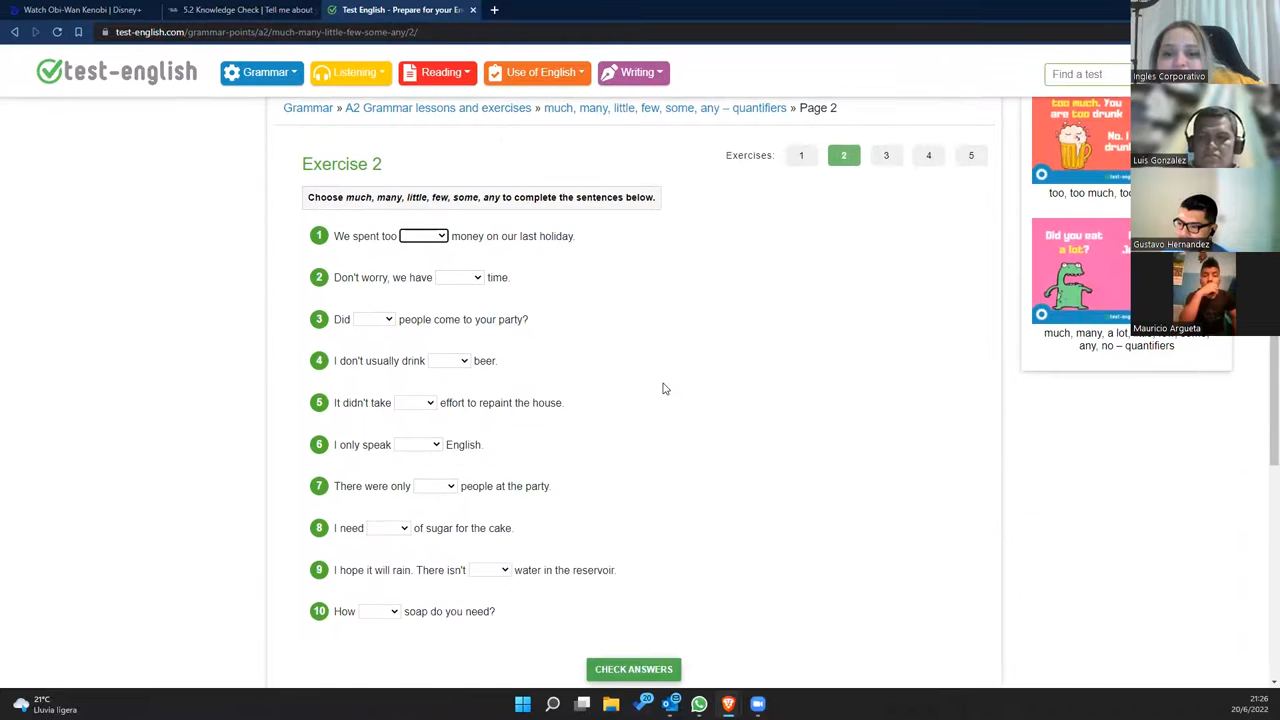 Watch Obi-Wan Kenobi | Disney+
5.2 Knowledge Check | Tell me about
Test English - Prepare for your En
test-english.com/grammar-points/a2/much-many-little-few-some-any/2/
test-english
Grammar
Listening
Reading
Use of English
Writing
Find a test
Grammar » A2 Grammar lessons and exercises » much, many, little, few, some, any – quantifiers » Page 2
Exercises: 1 2 3 4 5
Exercise 2
Choose much, many, little, few, some, any to complete the sentences below.
1 We spent too money on our last holiday.
2 Don't worry, we have time.
3 Did people come to your party?
4 I don't usually drink beer.
5 It didn't take effort to repaint the house.
6 I only speak English.
7 There were only people at the party.
8 I need of sugar for the cake.
9 I hope it will rain. There isn't water in the reservoir.
10 How soap do you need?
CHECK ANSWERS
too much. You
are too drunk
No. I
drun
too, too much, to
Did you eat
a lot?
much, many, a lot,
any, no – quantifiers
Ingles Corporativo
Luis Gonzalez
Gustavo Hernandez
Mauricio Argueta
21°C
Lluvia ligera
20
21:26
20/6/2022